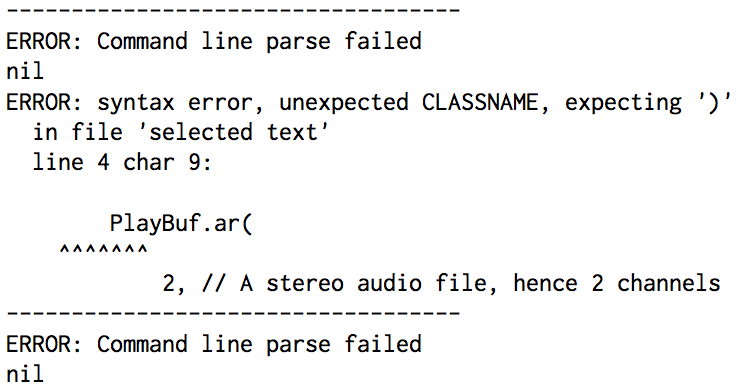 -----------------------------------
ERROR: Command line parse failed
nil
ERROR: syntax error, unexpected CLASSNAME, expecting ')'
  in file 'selected text'
  line 4 char 9:

        PlayBuf.ar(
    ^^^^^^^
            2, // A stereo audio file, hence 2 channels
-----------------------------------
ERROR: Command line parse failed
nil